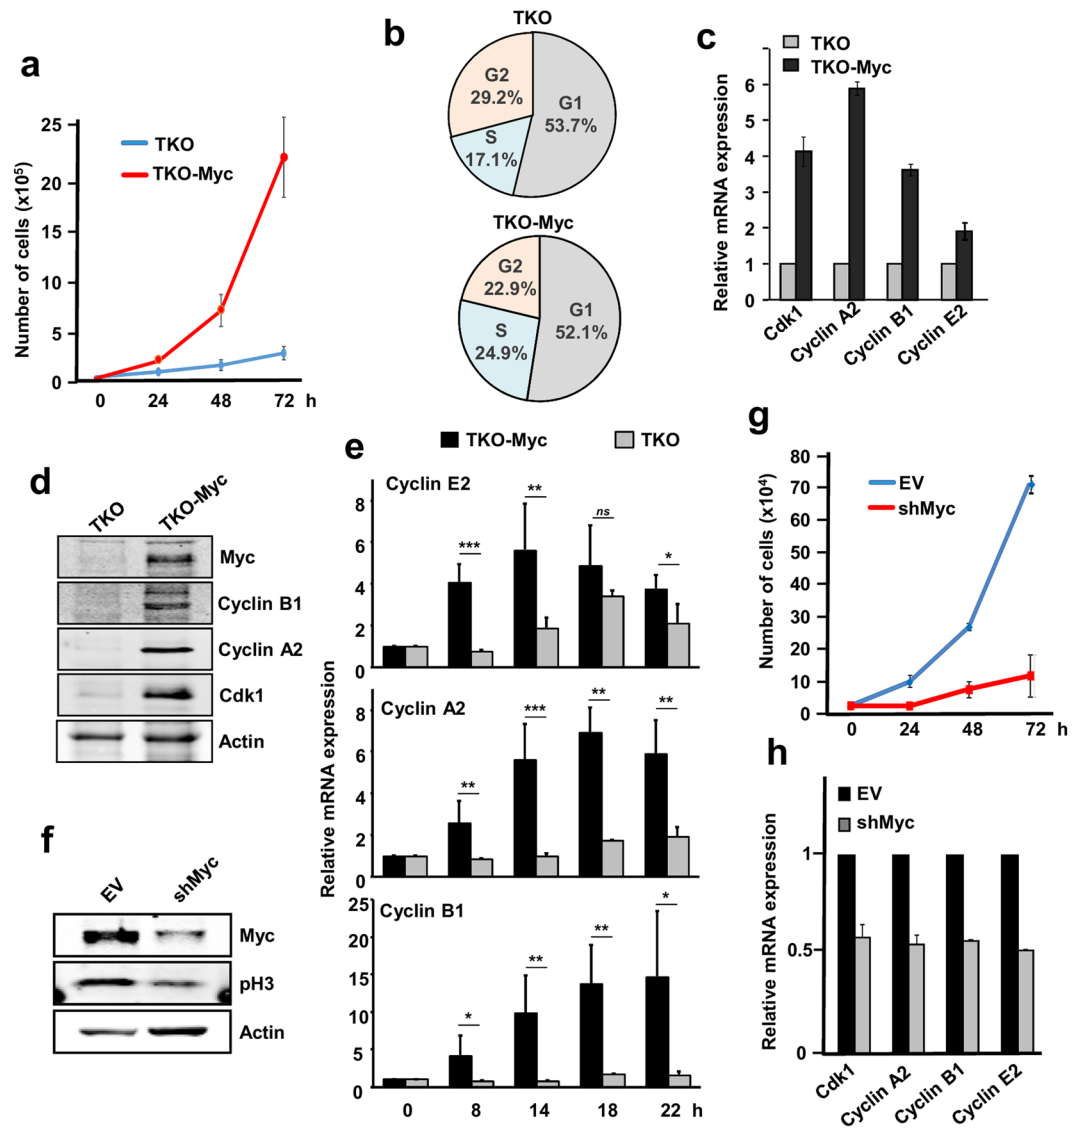 a
Number of cells (x10⁵)
25
20
15
10
5
0
TKO
TKO-Myc
0 24 48 72 h
b
TKO
G2
29.2%
G1
53.7%
S
17.1%
TKO-Myc
G2
22.9%
G1
52.1%
S
24.9%
c
TKO
TKO-Myc
Relative mRNA expression
6
5
4
3
2
1
0
Cdk1
Cyclin A2
Cyclin B1
Cyclin E2
d
TKO
TKO-Myc
Myc
Cyclin B1
Cyclin A2
Cdk1
Actin
e
TKO-Myc
TKO
Relative mRNA expression
Cyclin E2
8
6
4
2
0
***
**
ns
*
Cyclin A2
8
6
4
2
0
**
***
**
**
Cyclin B1
25
20
15
10
5
0
*
**
**
*
0 8 14 18 22 h
f
EV
shMyc
Myc
pH3
Actin
g
Number of cells (x10⁴)
80
70
60
50
40
30
20
10
0
EV
shMyc
0 24 48 72 h
h
EV
shMyc
Relative mRNA expression
1
0.5
0
Cdk1
Cyclin A2
Cyclin B1
Cyclin E2